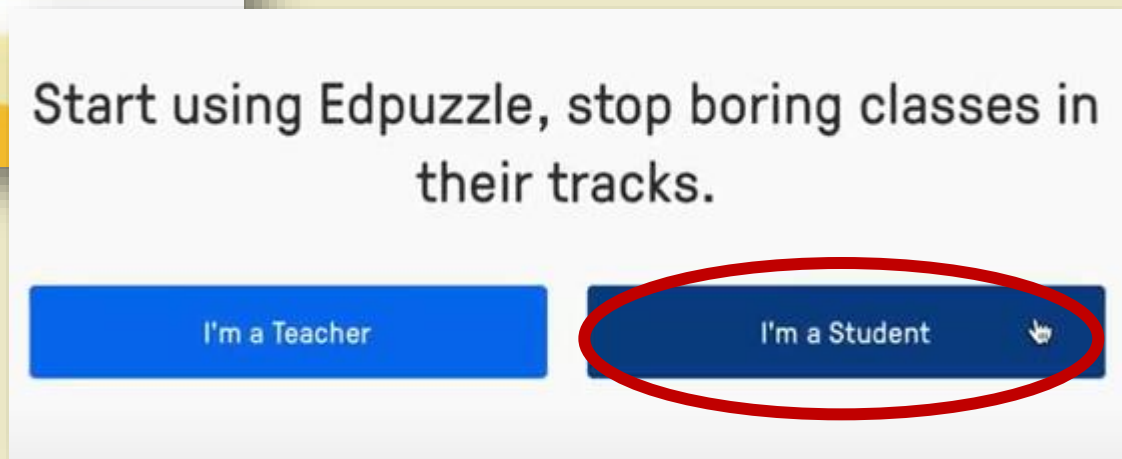 Start using Edpuzzle, stop boring classes in
their tracks.
I'm a Teacher
I'm a Student